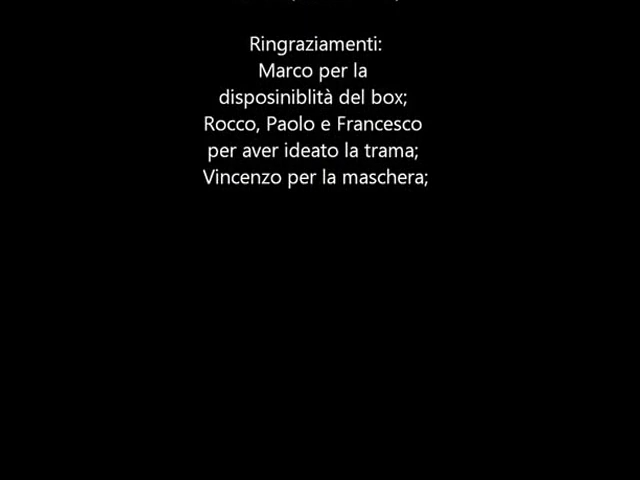 Ringraziamenti:
Marco per la
disposiniblità del box;
Rocco, Paolo e Francesco
per aver ideato la trama;
Vincenzo per la maschera;